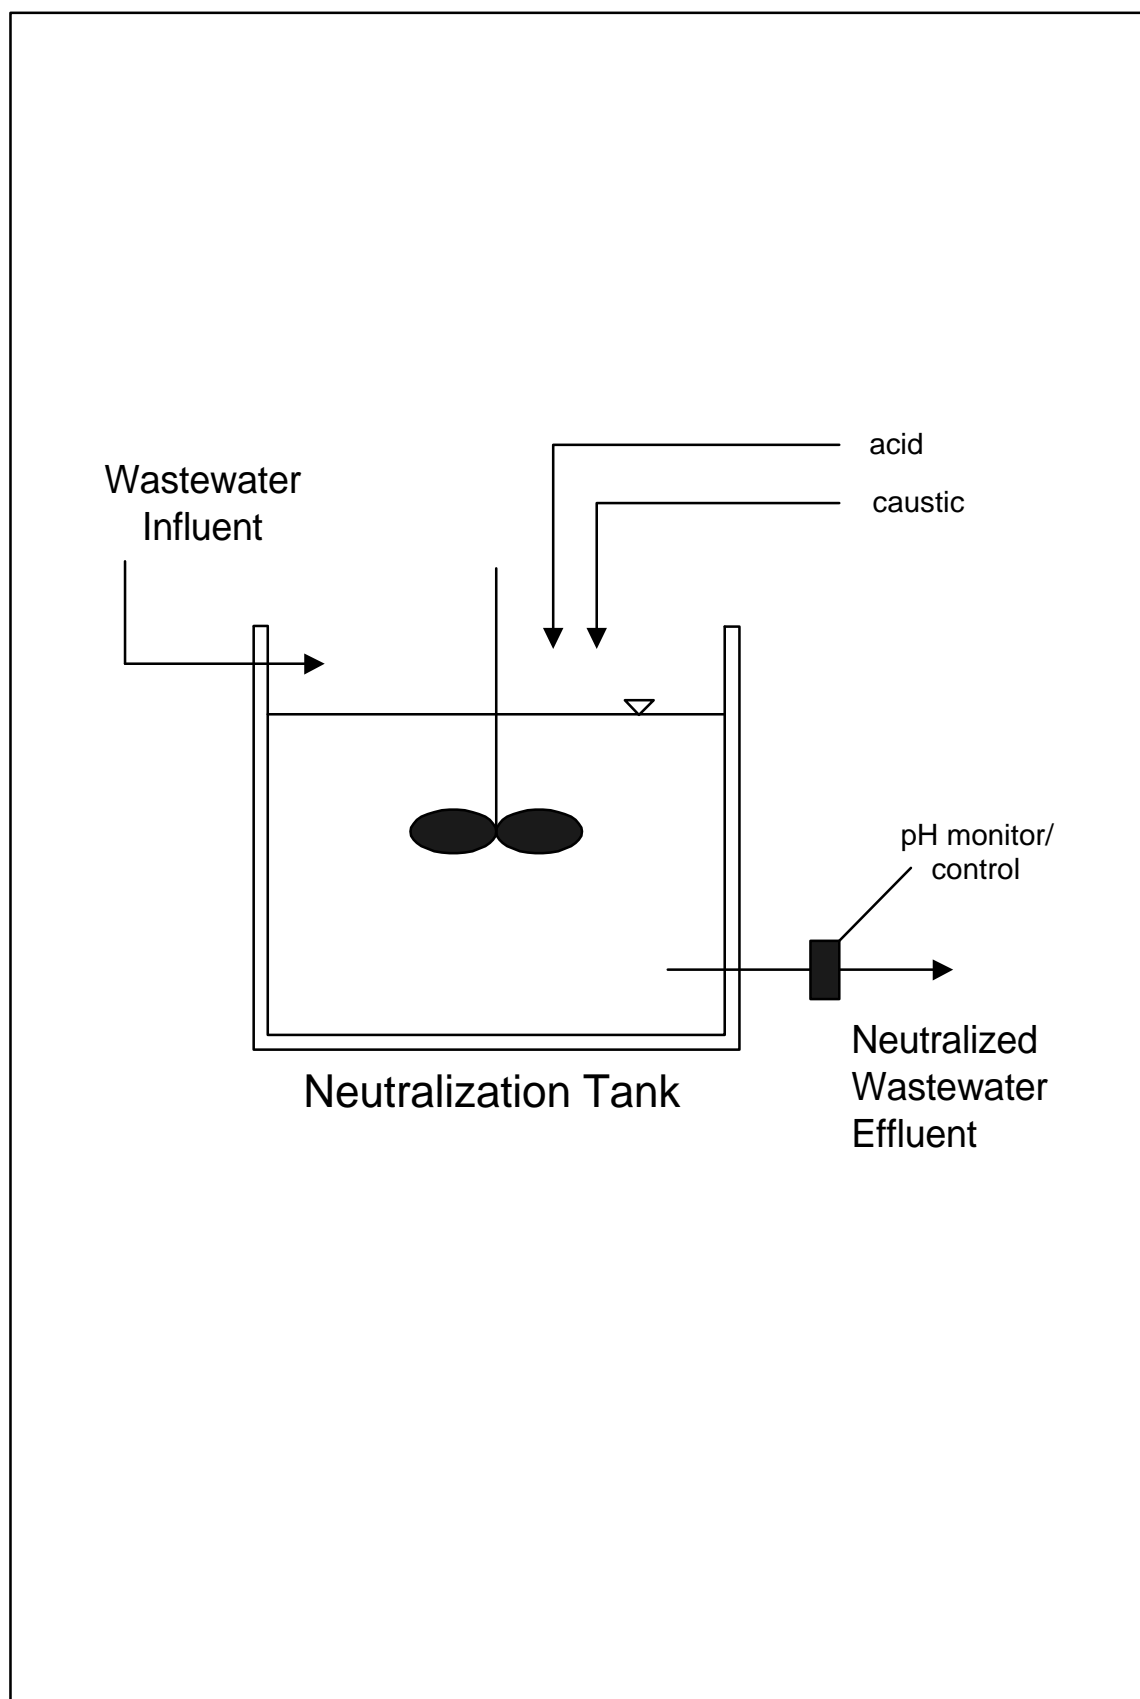 acid
Wastewater
Influent
caustic
pH monitor/
control
Neutralized
Wastewater
Effluent
Neutralization Tank